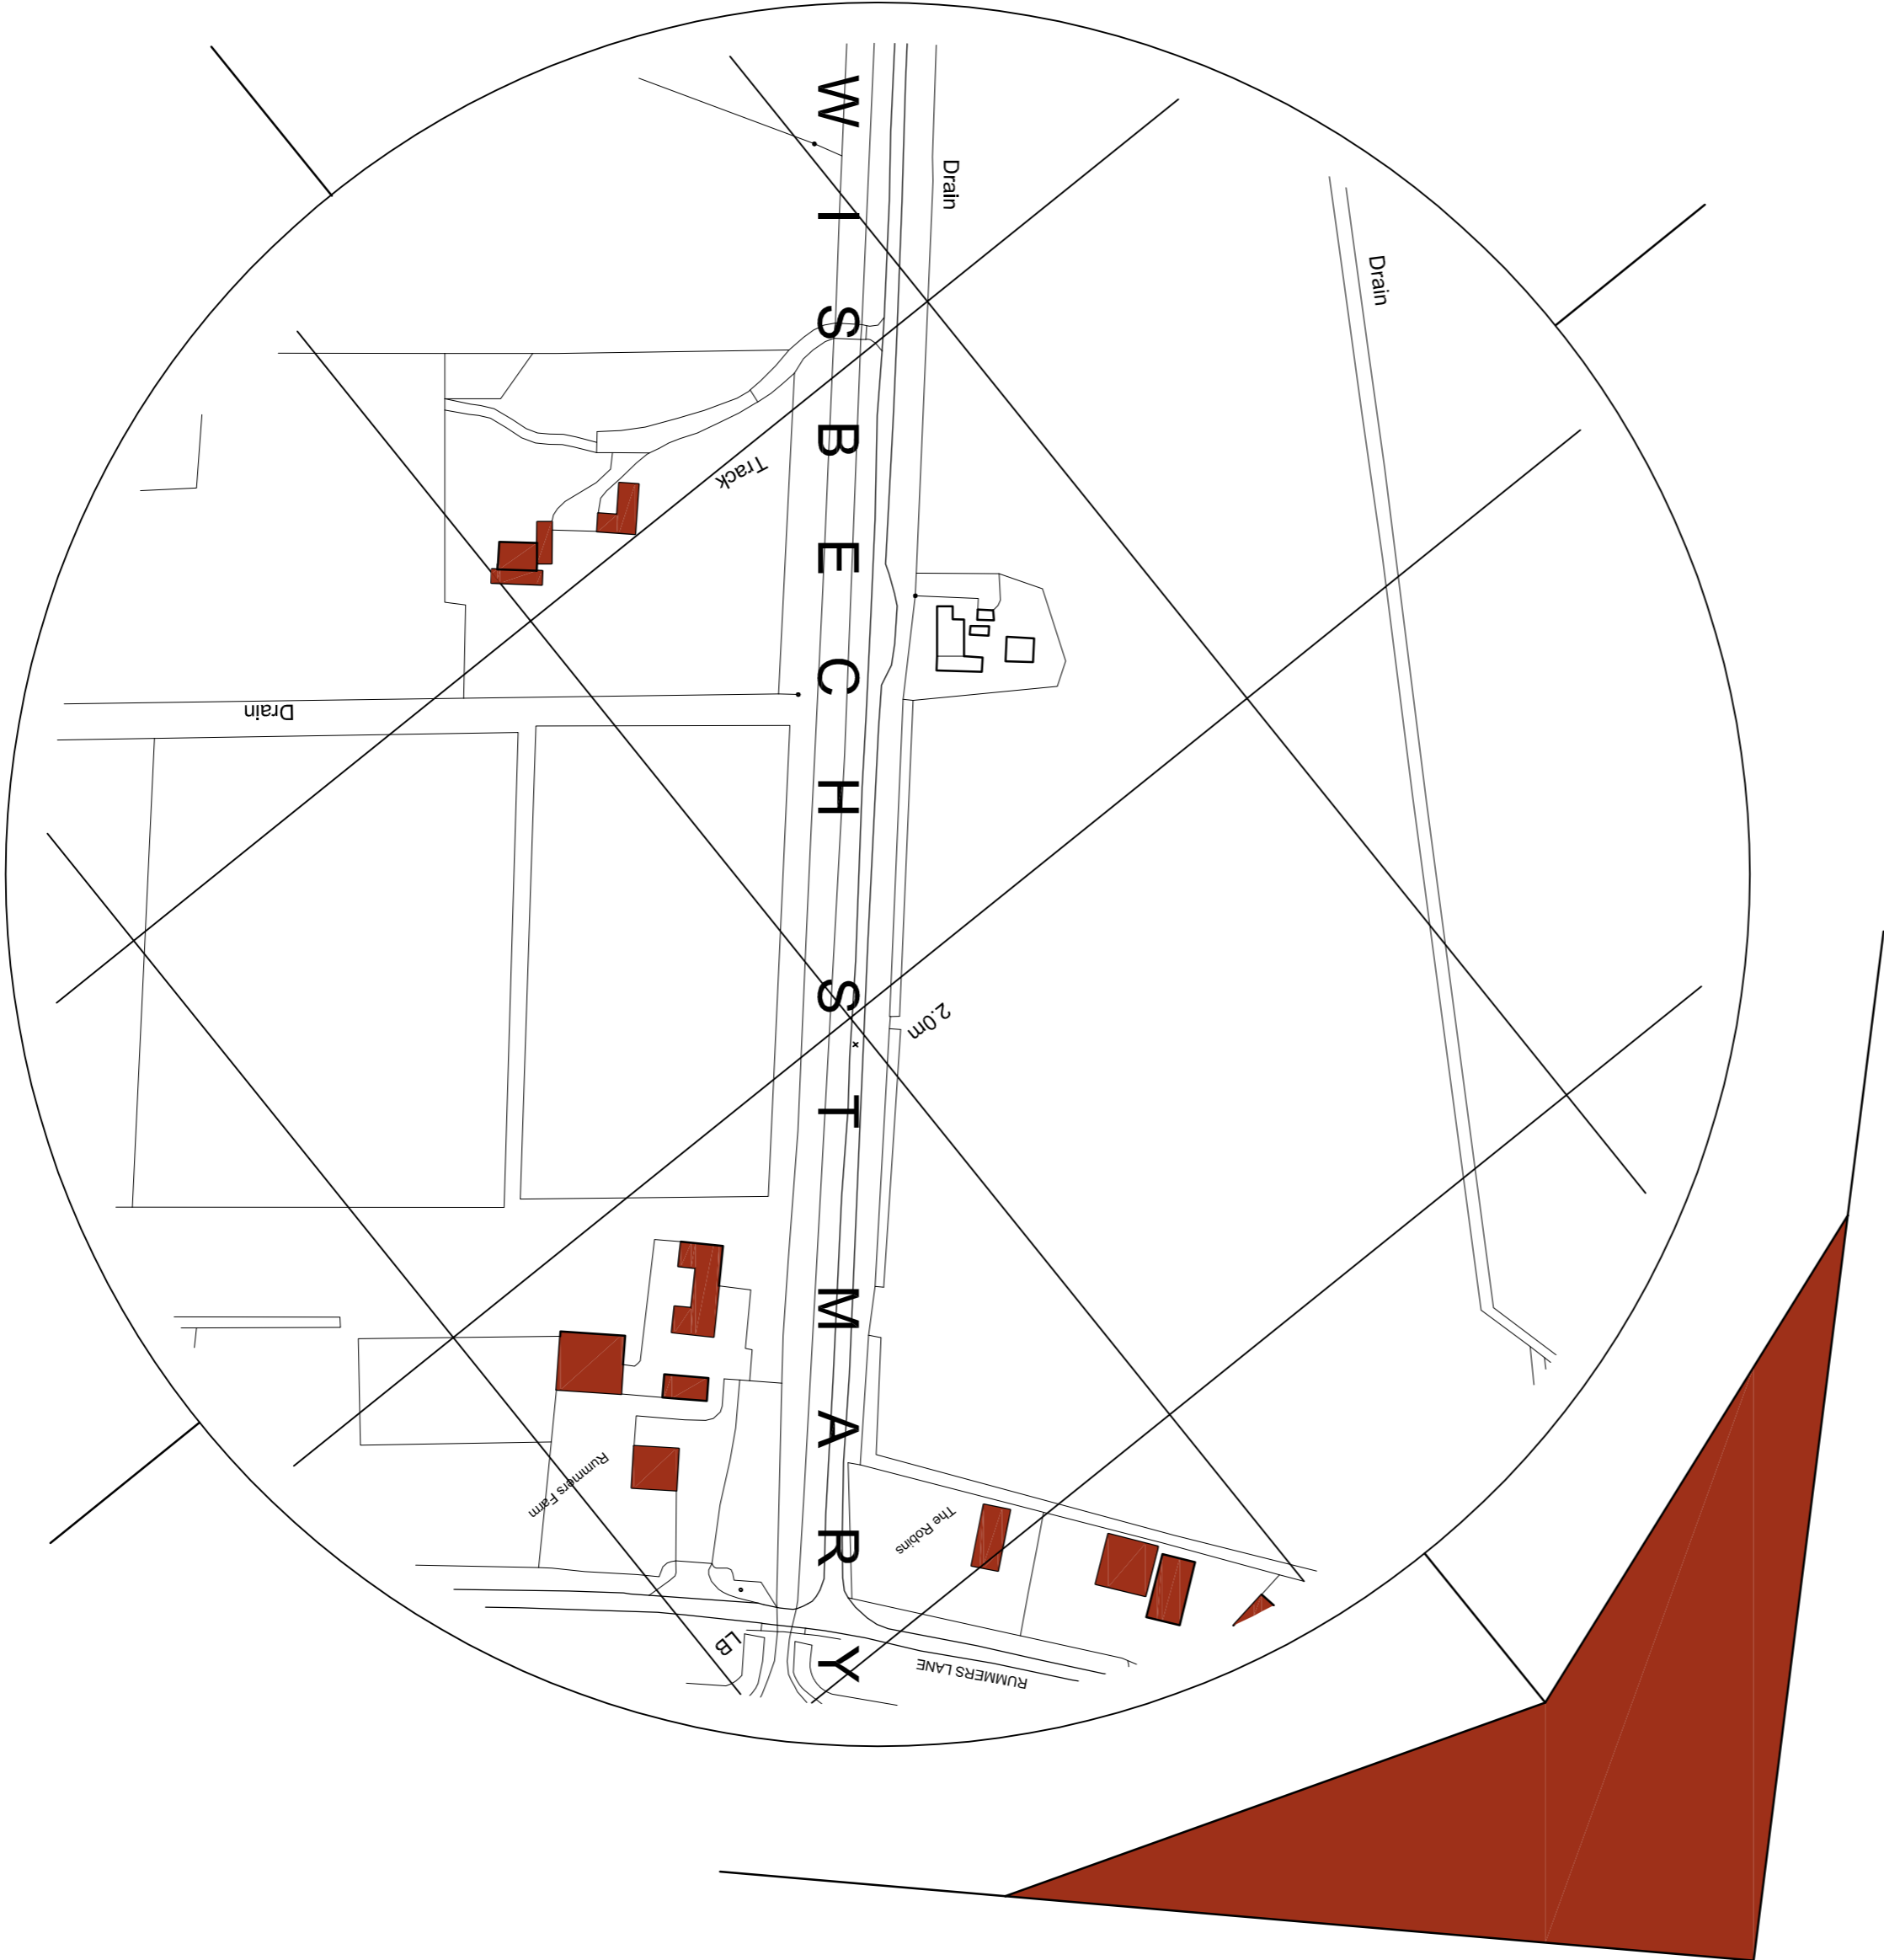 WISBECH ST MARY
Drain
Drain
Track
Drain
2.0m
Rummers Farm
The Robins
LB
RUMMERS LANE